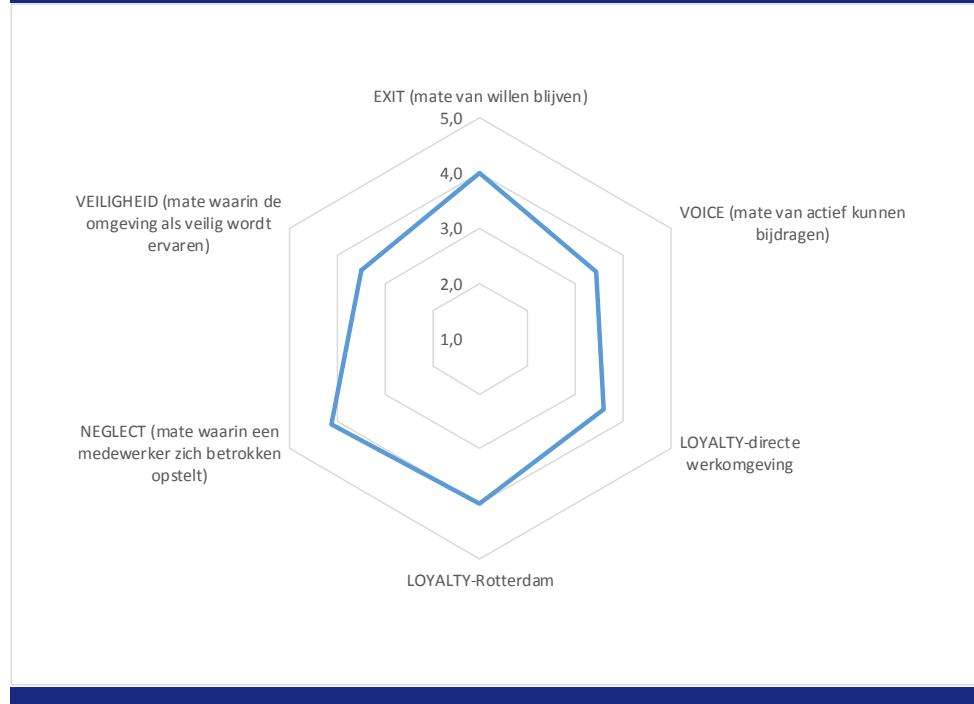 EXIT (mate van willen blijven)
5,0
4,0
3,0
2,0
1,0
VOICE (mate van actief kunnen
bijdragen)
LOYALTY-directe
werkomgeving
LOYALTY-Rotterdam
NEGLECT (mate waarin een
medewerker zich betrokken
opstelt)
VEILIGHEID (mate waarin de
omgeving als veilig wordt
ervaren)